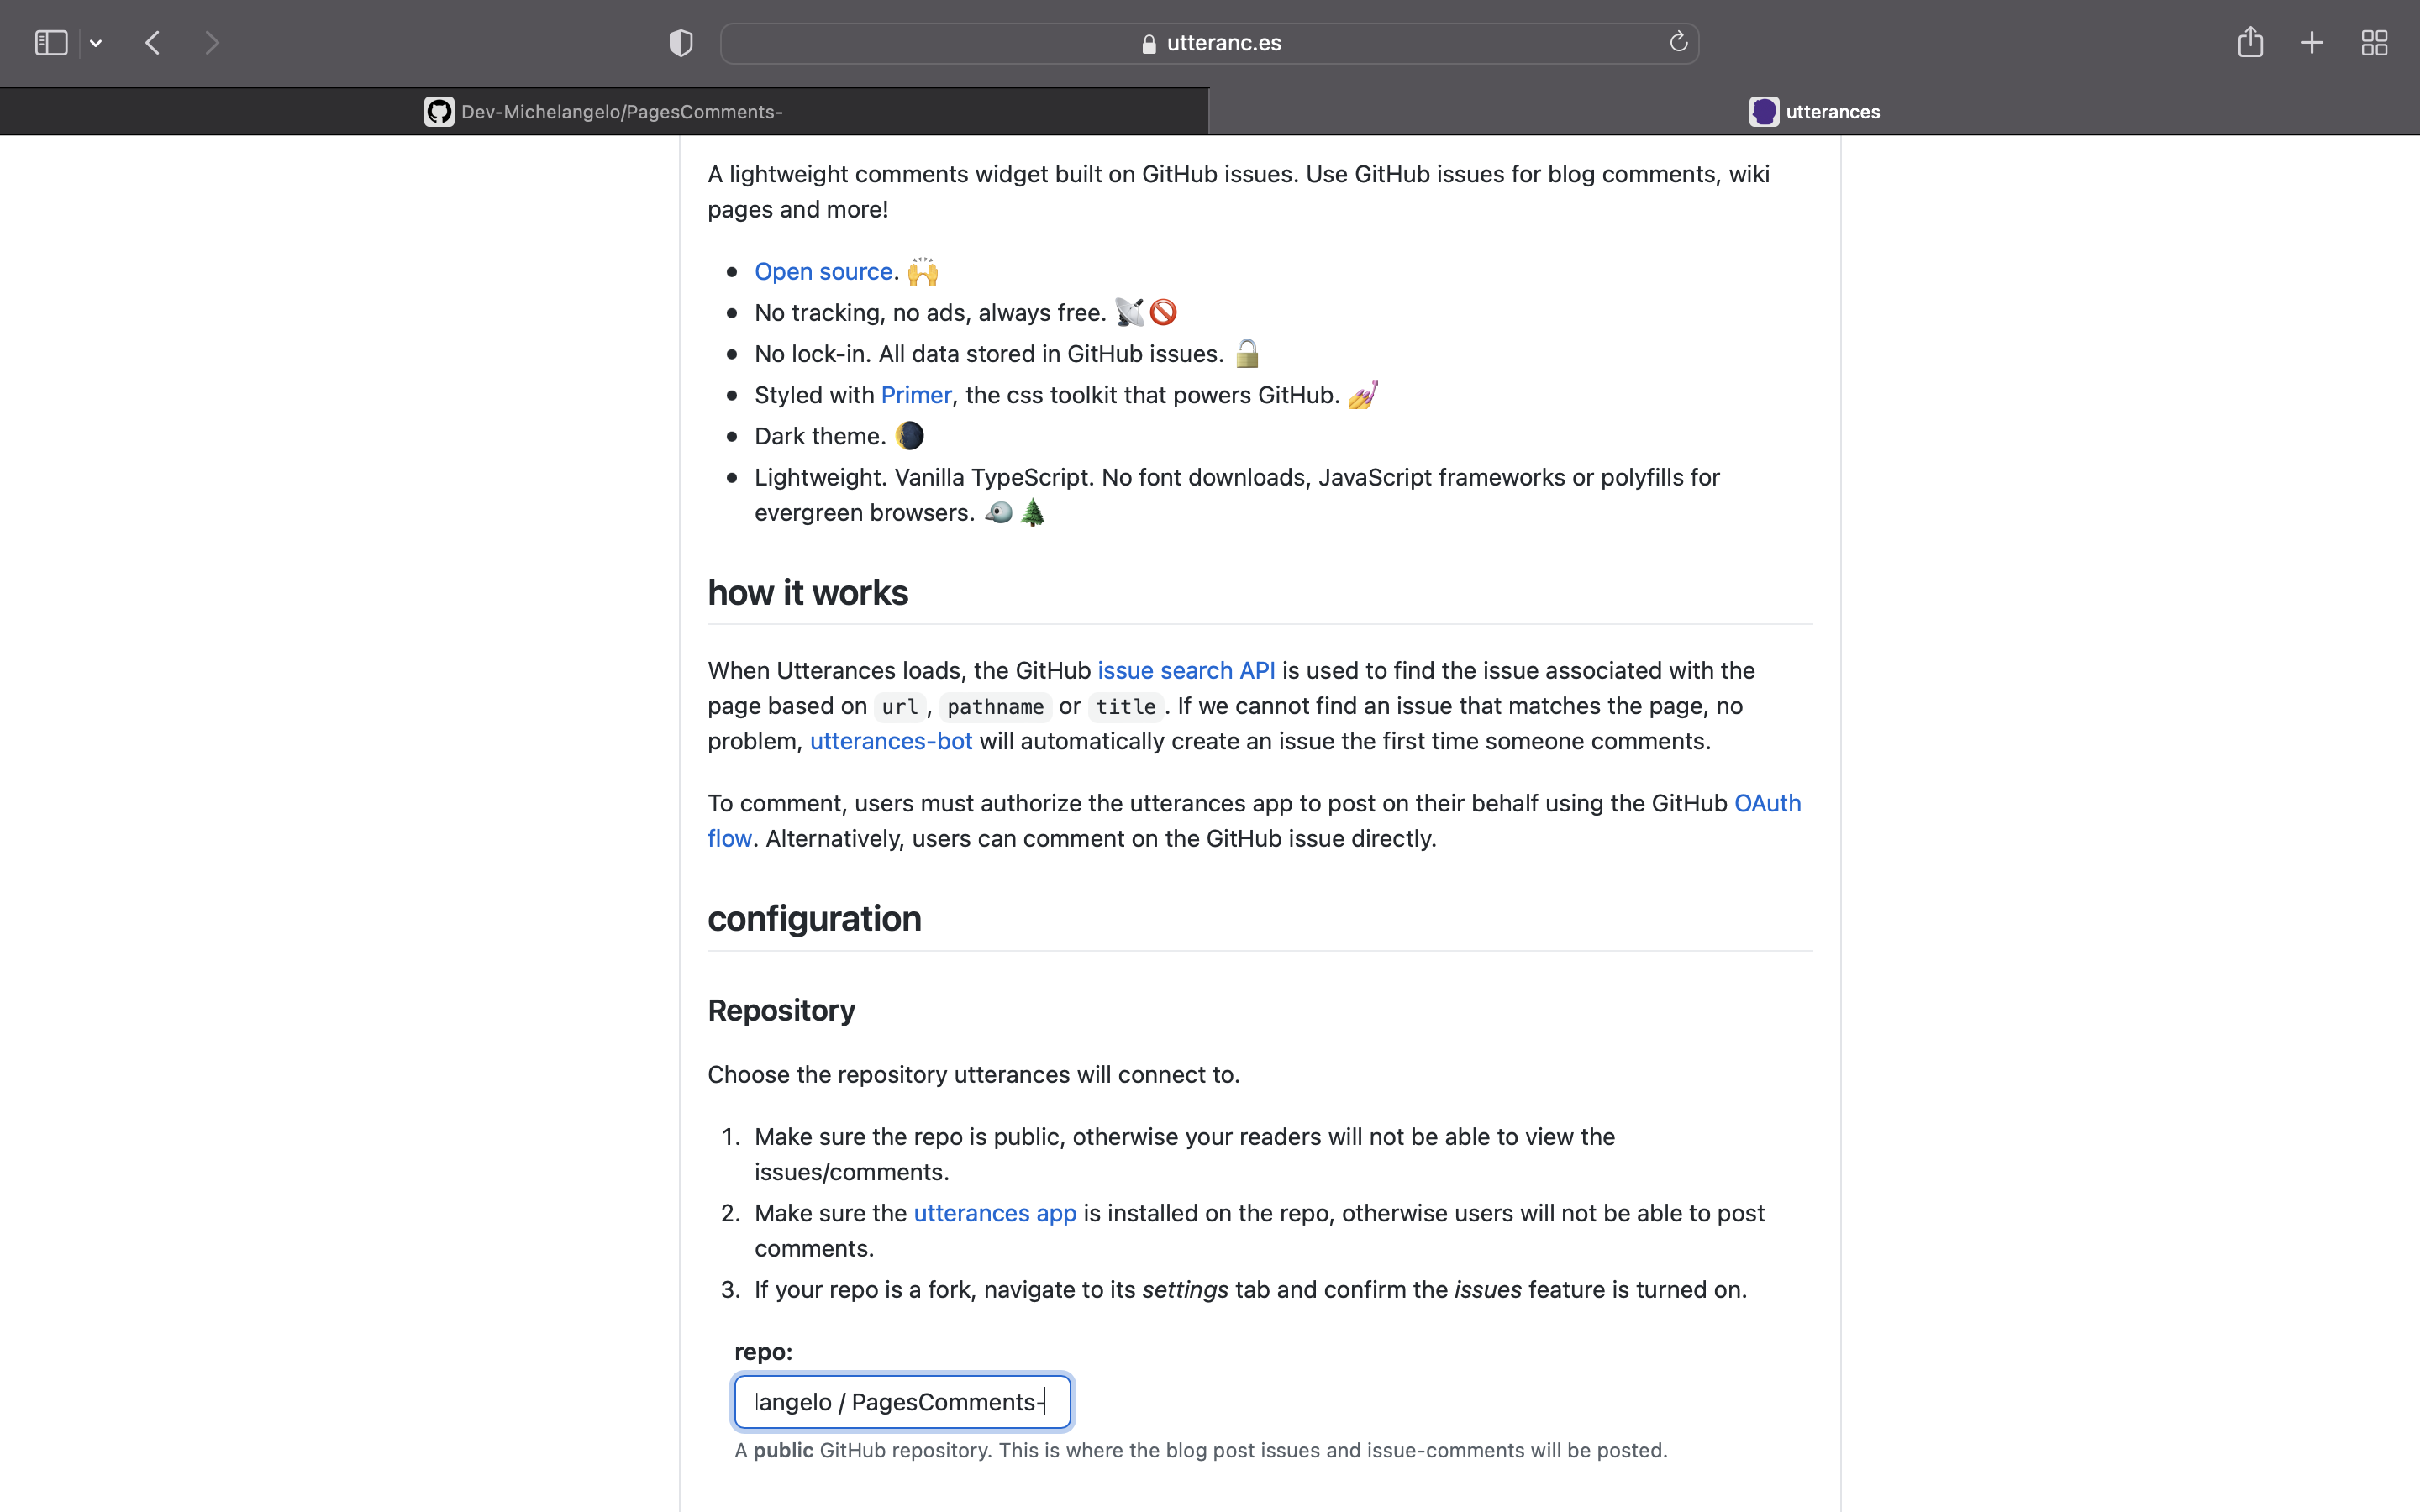 utteranc.es
Dev-Michelangelo/PagesComments-
utterances
A lightweight comments widget built on GitHub issues. Use GitHub issues for blog comments, wiki
pages and more!
Open source. 🙌
No tracking, no ads, always free. 📡🚫
No lock-in. All data stored in GitHub issues. 🔓
Styled with Primer, the css toolkit that powers GitHub. 💅
Dark theme. 🌘
Lightweight. Vanilla TypeScript. No font downloads, JavaScript frameworks or polyfills for
evergreen browsers. 🐦🌲
how it works
When Utterances loads, the GitHub issue search API is used to find the issue associated with the
page based on url, pathname or title. If we cannot find an issue that matches the page, no
problem, utterances-bot will automatically create an issue the first time someone comments.
To comment, users must authorize the utterances app to post on their behalf using the GitHub OAuth
flow. Alternatively, users can comment on the GitHub issue directly.
configuration
Repository
Choose the repository utterances will connect to.
1. Make sure the repo is public, otherwise your readers will not be able to view the
issues/comments.
2. Make sure the utterances app is installed on the repo, otherwise users will not be able to post
comments.
3. If your repo is a fork, navigate to its settings tab and confirm the issues feature is turned on.
repo:
langelo / PagesComments-
A public GitHub repository. This is where the blog post issues and issue-comments will be posted.